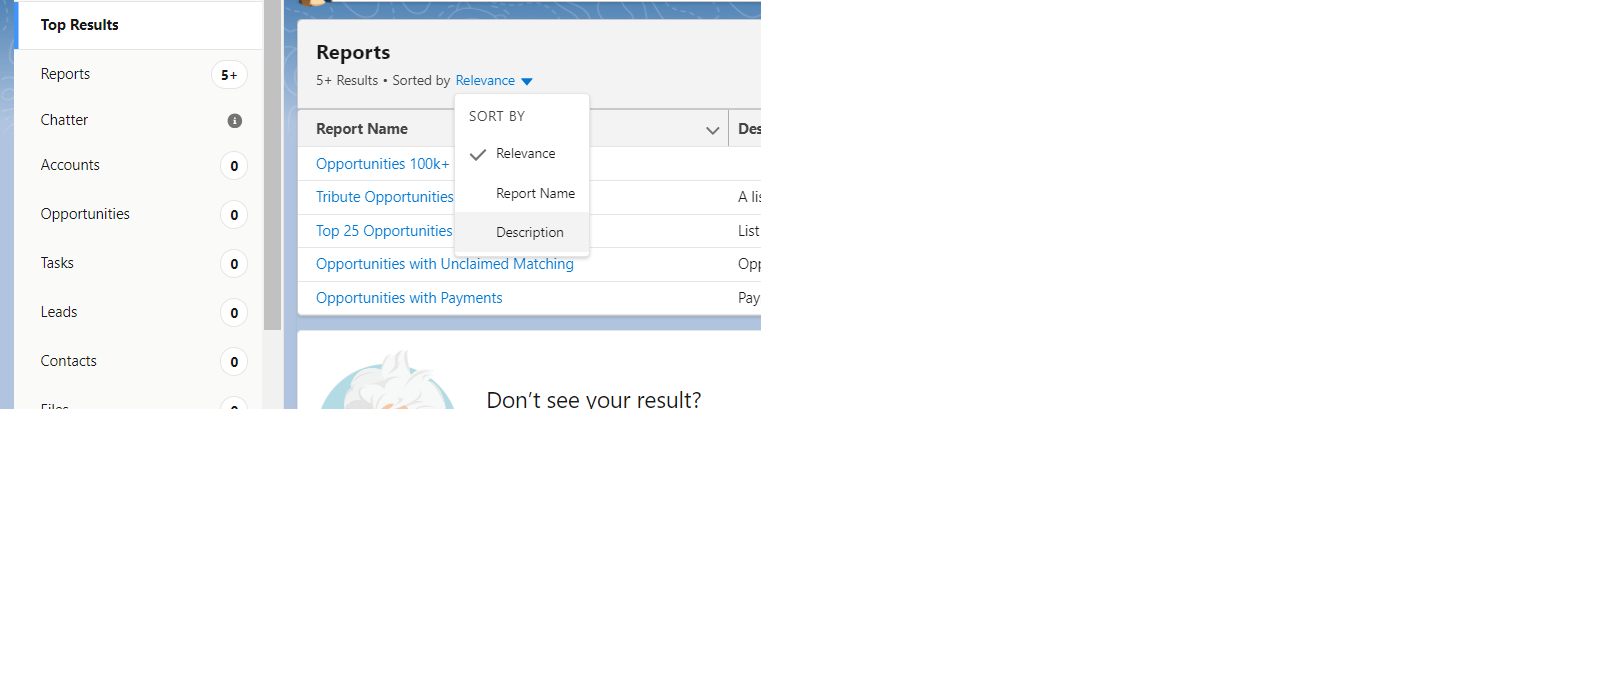 Top Results
Reports 5+
Chatter
Accounts 0
Opportunities 0
Tasks 0
Leads 0
Contacts 0
Files
Reports
5+ Results • Sorted by Relevance
SORT BY
Relevance
Report Name
Description
Report Name Des
Opportunities 100k+
Tribute Opportunities A lis
Top 25 Opportunities List
Opportunities with Unclaimed Matching Opp
Opportunities with Payments Pay
Don't see your result?